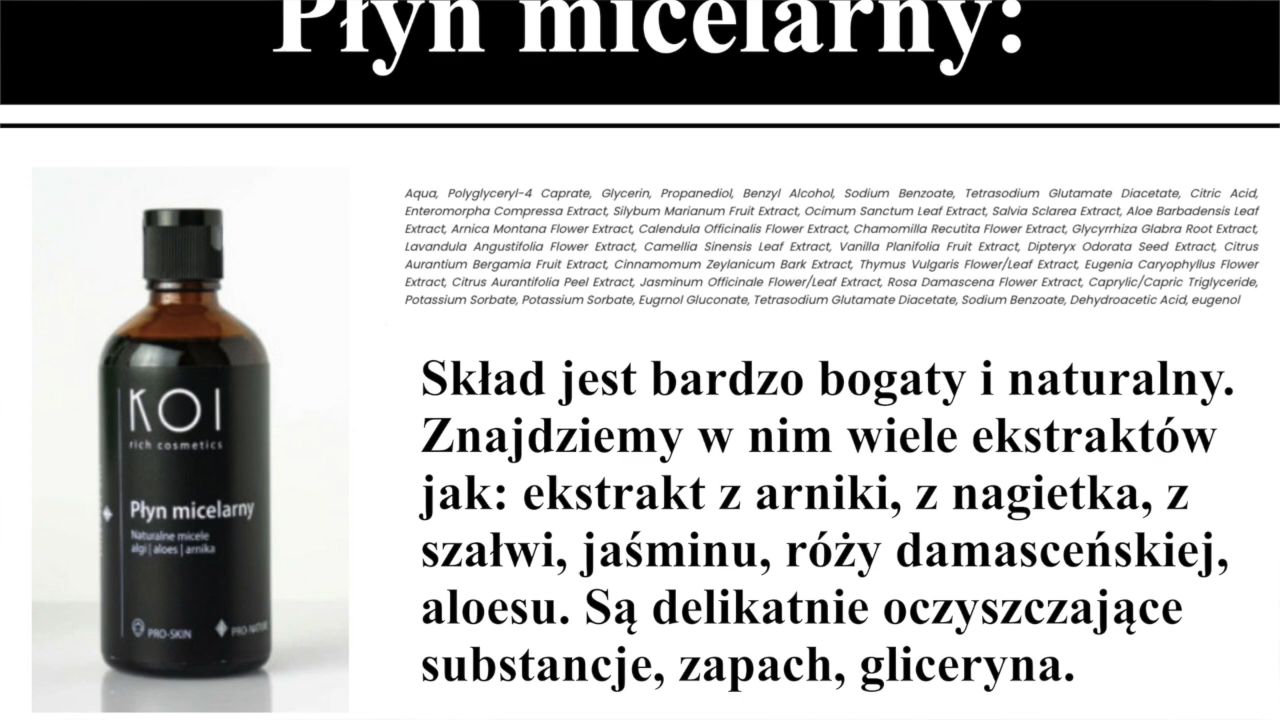 Płyn micelarny:
Aqua, Polyglyceryl-4 Caprate, Glycerin, Propanediol, Benzyl Alcohol, Sodium Benzoate, Tetrasodium Glutamate Diacetate, Citric Acid,
Enteromorpha Compressa Extract, Silybum Marianum Fruit Extract, Ocimum Sanctum Leaf Extract, Salvia Sclarea Extract, Aloe Barbadensis Leaf
Extract, Arnica Montana Flower Extract, Calendula Officinalis Flower Extract, Chamomilla Recutita Flower Extract, Glycyrrhiza Glabra Root Extract,
Lavandula Angustifolia Flower Extract, Camellia Sinensis Leaf Extract, Vanilla Planifolia Fruit Extract, Dipteryx Odorata Seed Extract, Citrus
Aurantium Bergamia Fruit Extract, Cinnamomum Zeylanicum Bark Extract, Thymus Vulgaris Flower/Leaf Extract, Eugenia Caryophyllus Flower
Extract, Citrus Aurantifolia Peel Extract, Jasminum Officinale Flower/Leaf Extract, Rosa Damascena Flower Extract, Caprylic/Capric Triglyceride,
Potassium Sorbate, Potassium Sorbate, Eugrnol Gluconate, Tetrasodium Glutamate Diacetate, Sodium Benzoate, Dehydroacetic Acid, eugenol
Skład jest bardzo bogaty i naturalny.
Znajdziemy w nim wiele ekstraktów
jak: ekstrakt z arniki, z nagietka, z
szałwi, jaśminu, róży damasceńskiej,
aloesu. Są delikatnie oczyszczające
substancje, zapach, gliceryna.
KOI
rich cosmetics
Płyn micelarny
Naturalne micele
algi | aloes | arnika
PRO-SKIN